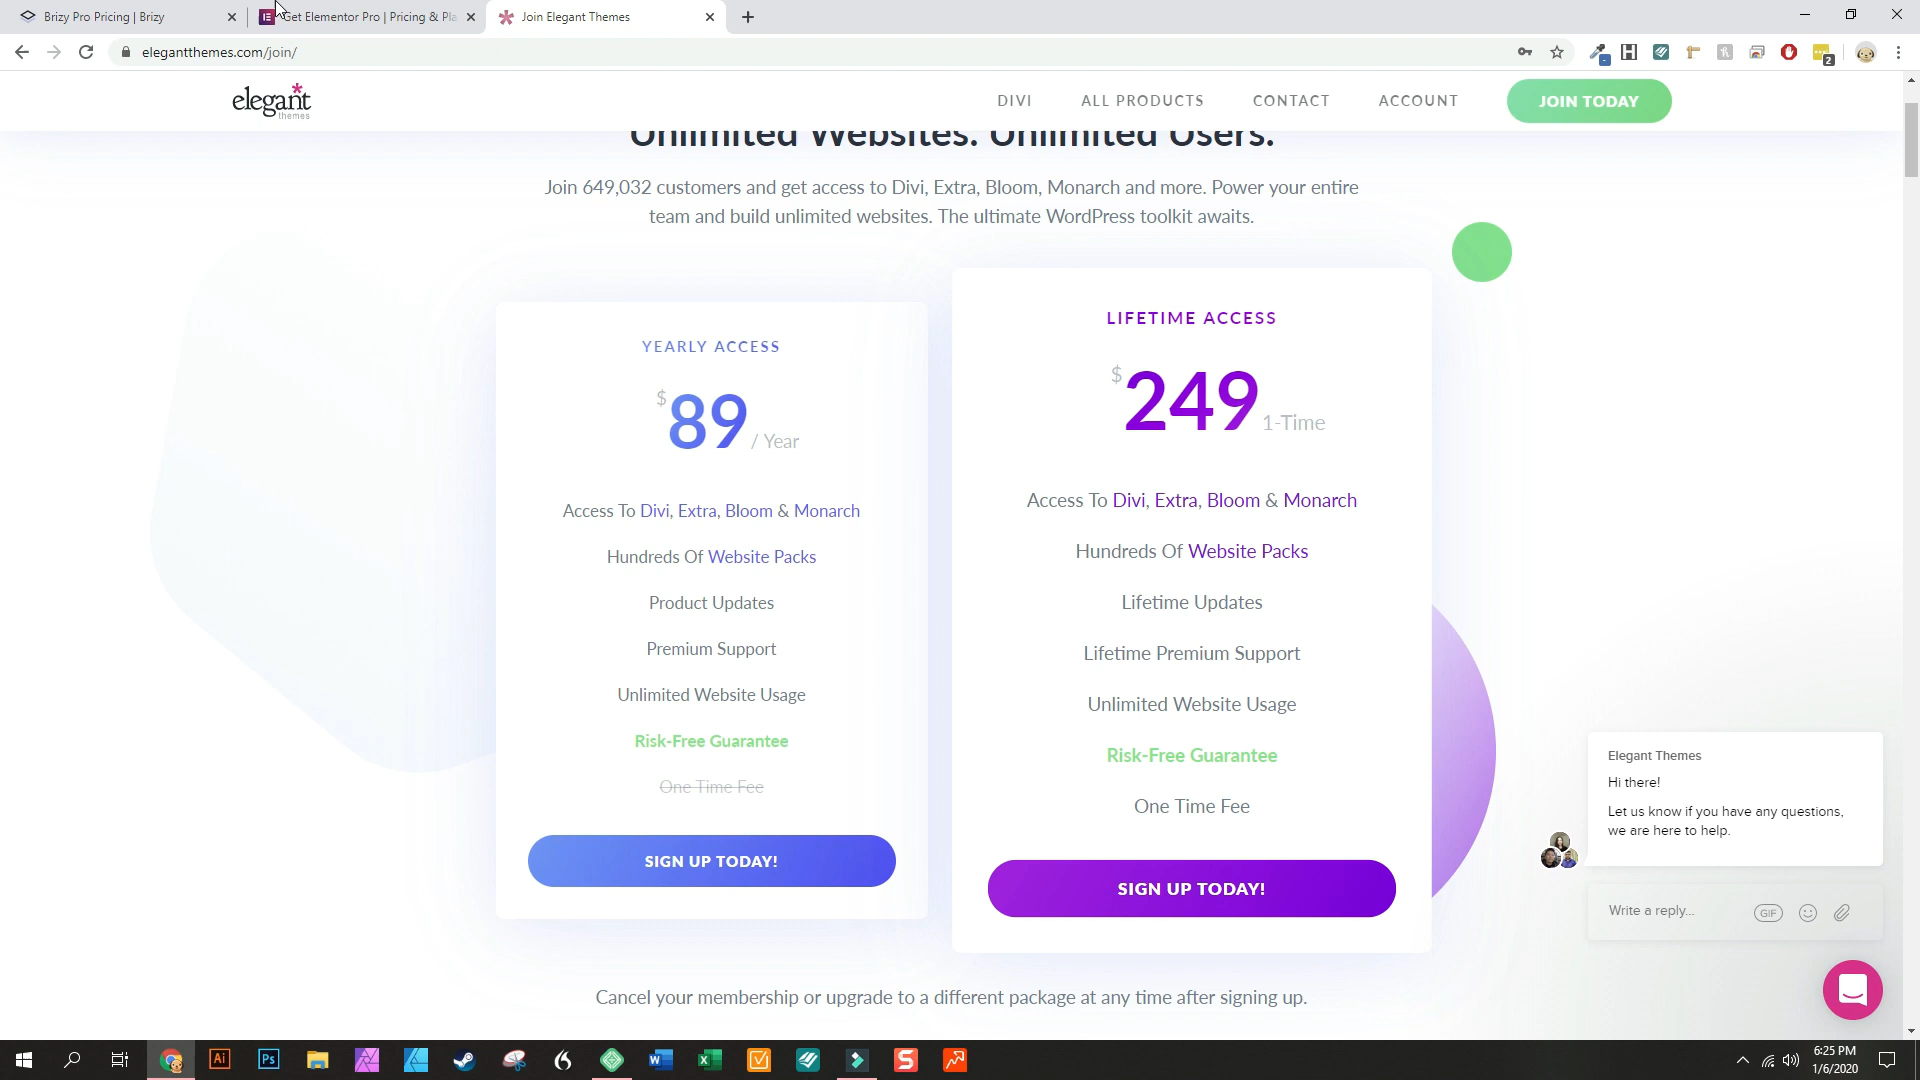 Brizy Pro Pricing | Brizy
Get Elementor Pro | Pricing & Pla
Join Elegant Themes
elegantthemes.com/join/
2
elegant
themes
DIVI
ALL PRODUCTS
CONTACT
ACCOUNT
JOIN TODAY
Unlimited Websites. Unlimited Users.
Join 649,032 customers and get access to Divi, Extra, Bloom, Monarch and more. Power your entire
team and build unlimited websites. The ultimate WordPress toolkit awaits.
YEARLY ACCESS
$89 / Year
Access To Divi, Extra, Bloom & Monarch
Hundreds Of Website Packs
Product Updates
Premium Support
Unlimited Website Usage
Risk-Free Guarantee
One Time Fee
SIGN UP TODAY!
LIFETIME ACCESS
$249 1-Time
Access To Divi, Extra, Bloom & Monarch
Hundreds Of Website Packs
Lifetime Updates
Lifetime Premium Support
Unlimited Website Usage
Risk-Free Guarantee
One Time Fee
SIGN UP TODAY!
Cancel your membership or upgrade to a different package at any time after signing up.
Elegant Themes
Hi there!
Let us know if you have any questions,
we are here to help.
Write a reply...
GIF
Ai
Ps
6:25 PM
1/6/2020